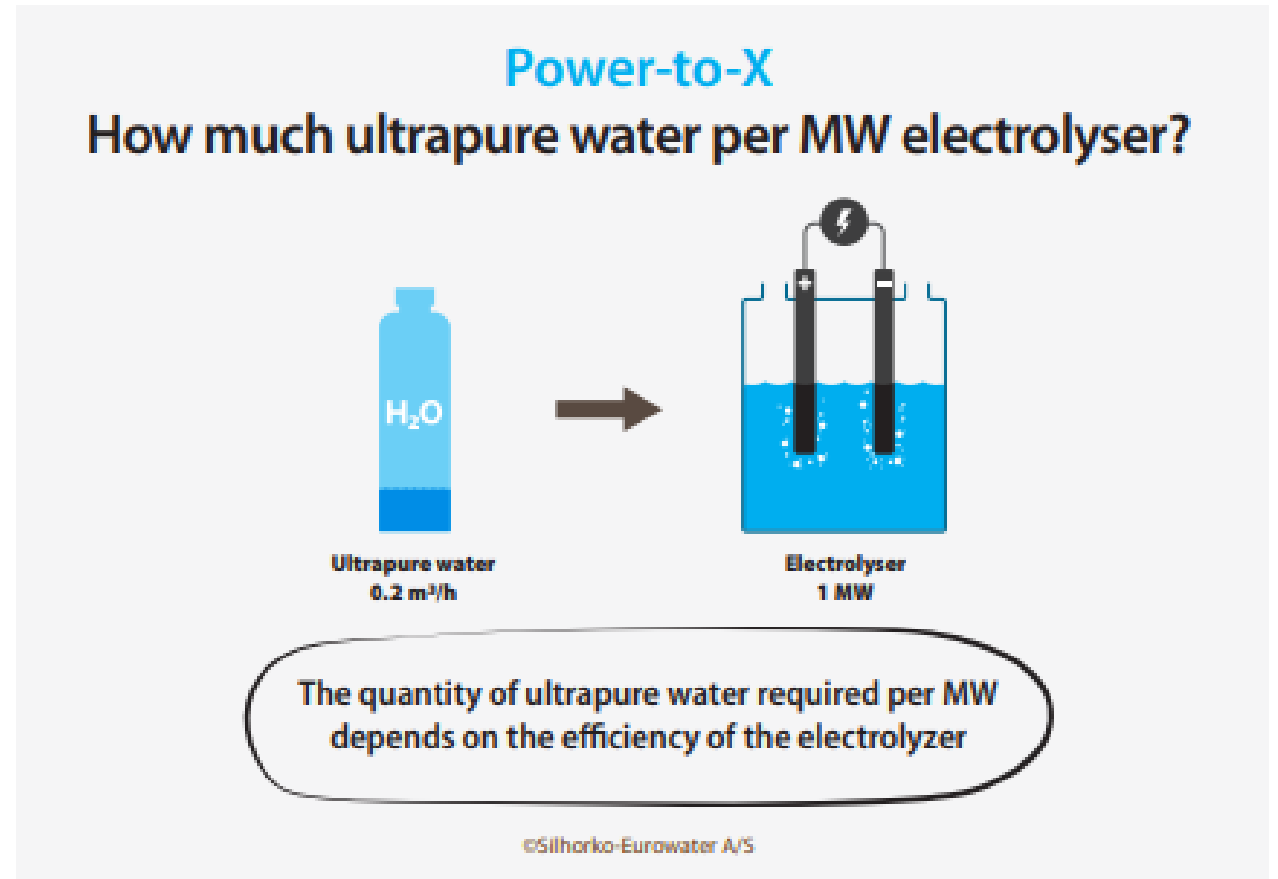 Power-to-X
How much ultrapure water per MW electrolyser?
+
−
H₂O
Ultrapure water
0.2 m³/h
Electrolyser
1 MW
The quantity of ultrapure water required per MW
depends on the efficiency of the electrolyzer
©Silhorko-Eurowater A/S